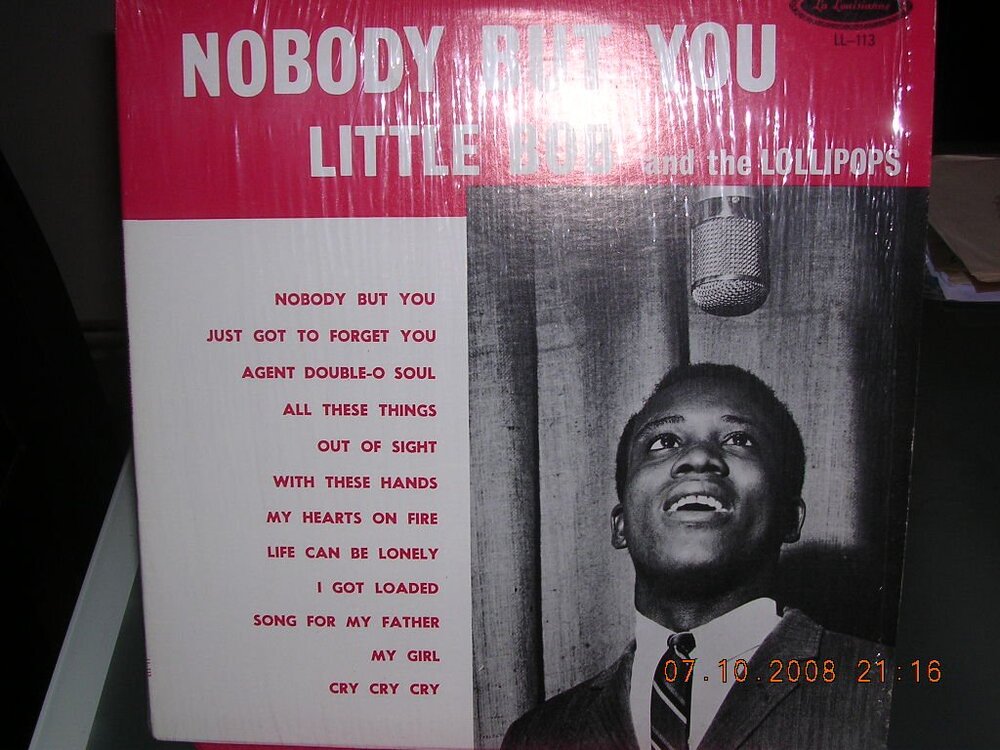 La Louisianne
LL-113
NOBODY BUT YOU
LITTLE BOB and the LOLLIPOPS
NOBODY BUT YOU
JUST GOT TO FORGET YOU
AGENT DOUBLE-O SOUL
ALL THESE THINGS
OUT OF SIGHT
WITH THESE HANDS
MY HEARTS ON FIRE
LIFE CAN BE LONELY
I GOT LOADED
SONG FOR MY FATHER
MY GIRL
CRY CRY CRY
07.10.2008 21:16